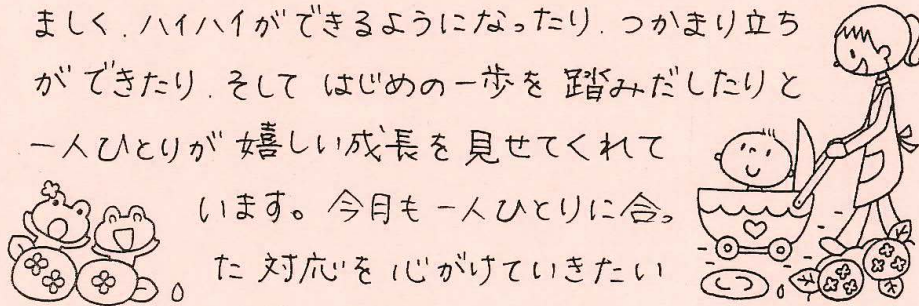 ましく、ハイハイができるようになったり、つかまり立ち
ができたり、そして はじめの一歩を 踏みだしたりと
一人ひとりが 嬉しい成長を 見せてくれて
います。今月も 一人ひとりに合っ
た 対応を 心がけていきたい